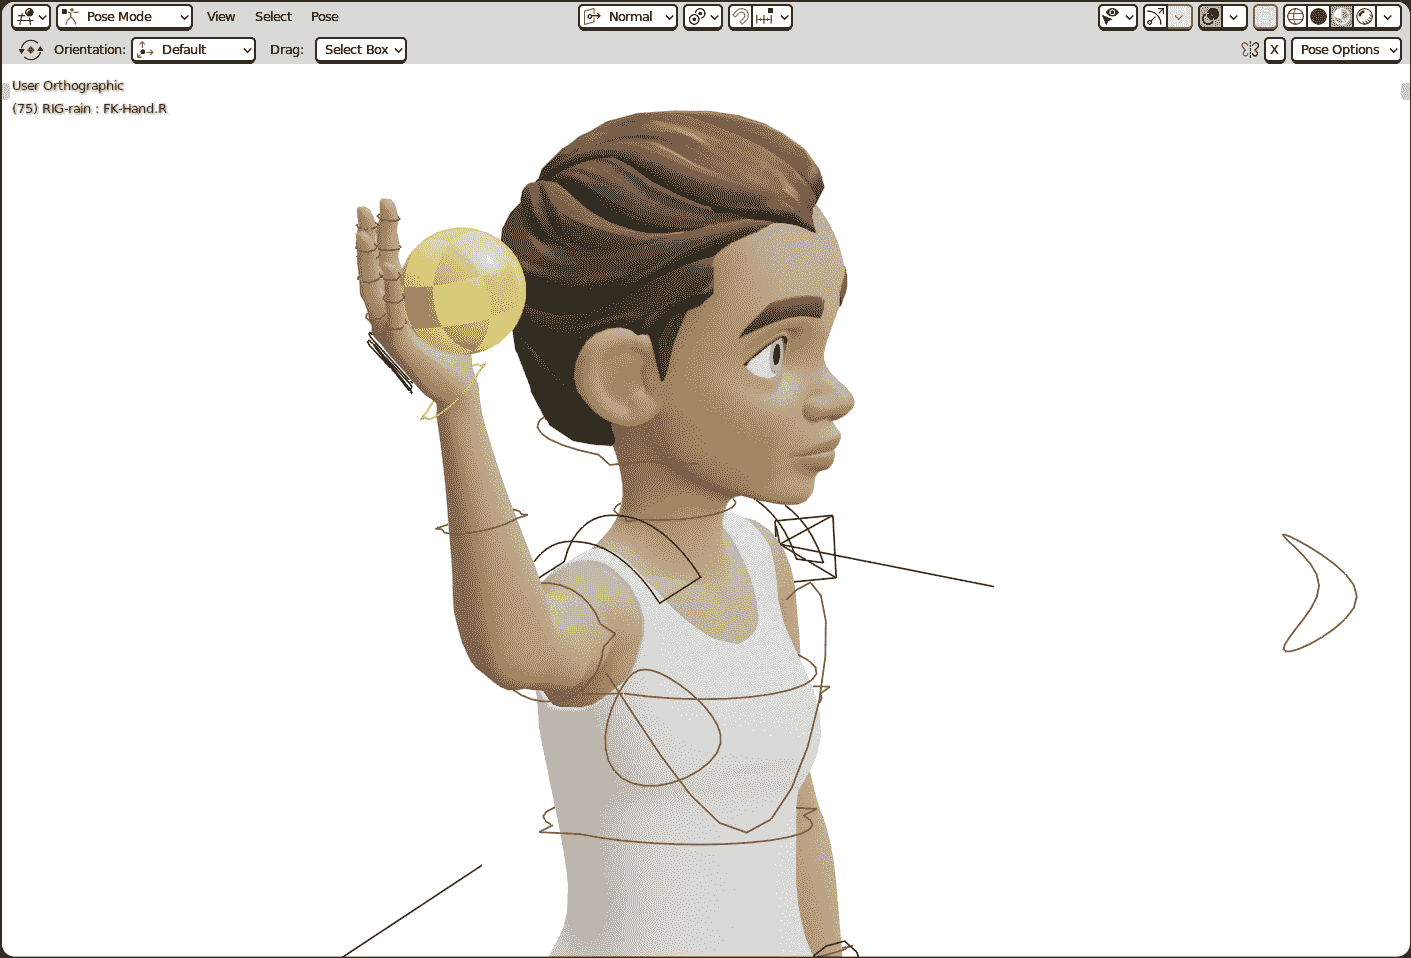 Pose Mode View Select Pose Normal
Orientation: Default Drag: Select Box X Pose Options
User Orthographic
(75) RIG-rain : FK-Hand.R